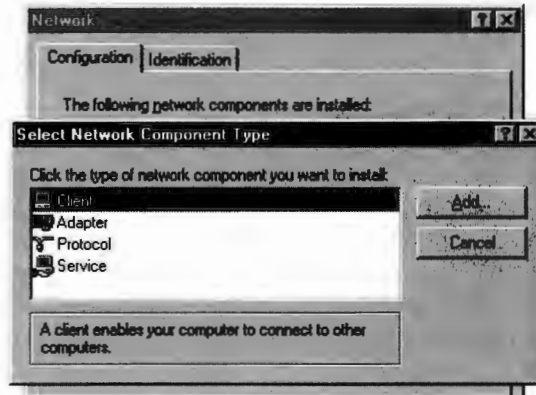 Network
Configuration Identification
The following network components are installed:
Select Network Component Type
Click the type of network component you want to install:
Client
Add...
Adapter
Protocol
Cancel
Service
A client enables your computer to connect to other
computers.